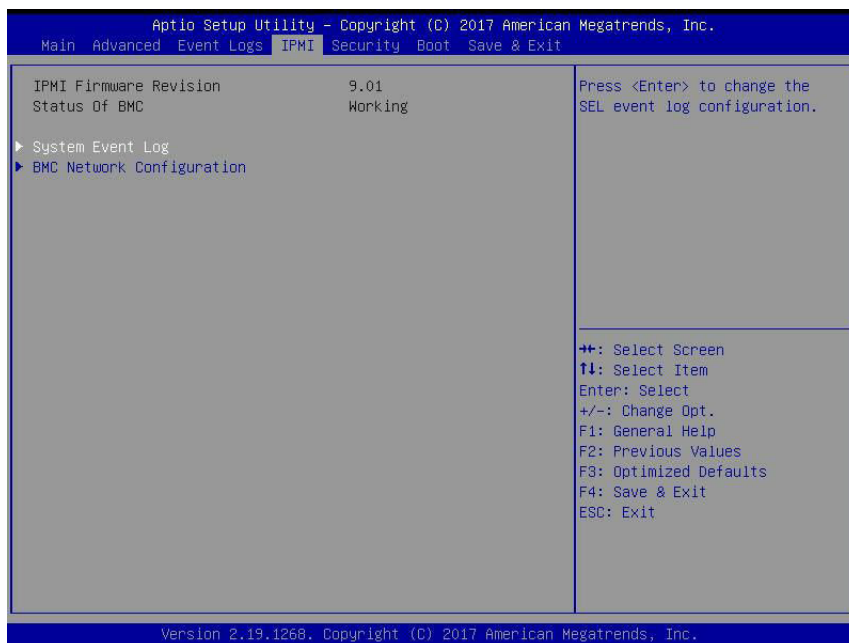 Aptio Setup Utility – Copyright (C) 2017 American Megatrends, Inc.
Main Advanced Event Logs IPMI Security Boot Save & Exit
IPMI Firmware Revision 9.01
Status Of BMC Working
System Event Log
BMC Network Configuration
Press <Enter> to change the
SEL event log configuration.
→←: Select Screen
↑↓: Select Item
Enter: Select
+/-: Change Opt.
F1: General Help
F2: Previous Values
F3: Optimized Defaults
F4: Save & Exit
ESC: Exit
Version 2.19.1268. Copyright (C) 2017 American Megatrends, Inc.